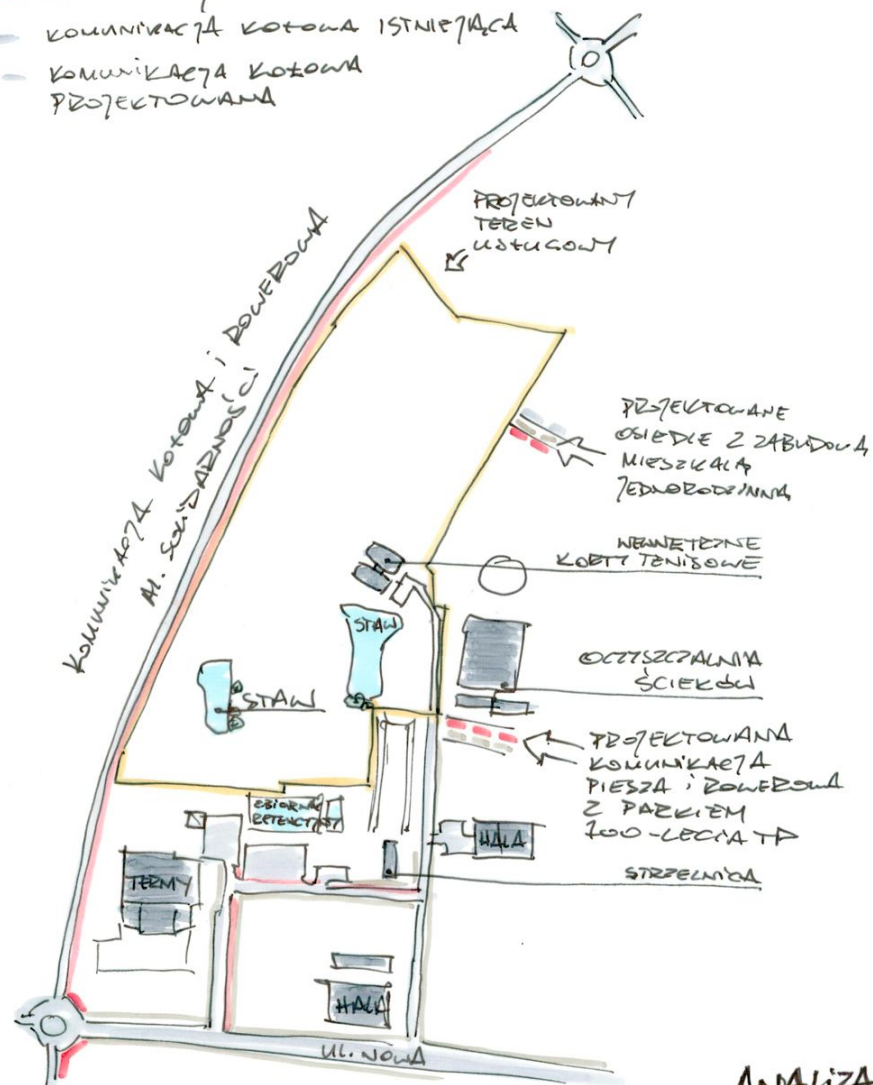 KOMUNIKACJA KOŁOWA ISTNIEJĄCA
KOMUNIKACJA KOŁOWA
PROJEKTOWANA
PROJEKTOWANY
TEREN
USŁUGOWY
KOMUNIKACJA KOŁOWA i ROWEROWA
Al. SOLIDARNOŚCI
PROJEKTOWANE
OSIEDLE Z ZABUDOWĄ
MIESZKALĄ
JEDNORODZINNĄ
WEWNĘTRZNE
KORTY TENISOWE
STAW
STAW
OCZYSZCZALNIA
ŚCIEKÓW
PROJEKTOWANA
KOMUNIKACJA
PIESZA i ROWEROWA
Z PARKIEM
700-LECIA TP
ZBIORNIK
RETENCYJNY
HALA
STRZELNICA
TERMY
HALA
UL. NOWA
ANALIZA